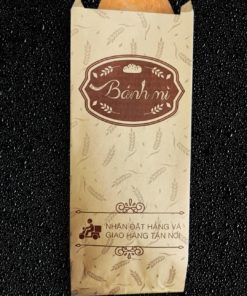 Bánh mì
NHẬN ĐẶT HÀNG VÀ
GIAO HÀNG TẬN NƠI